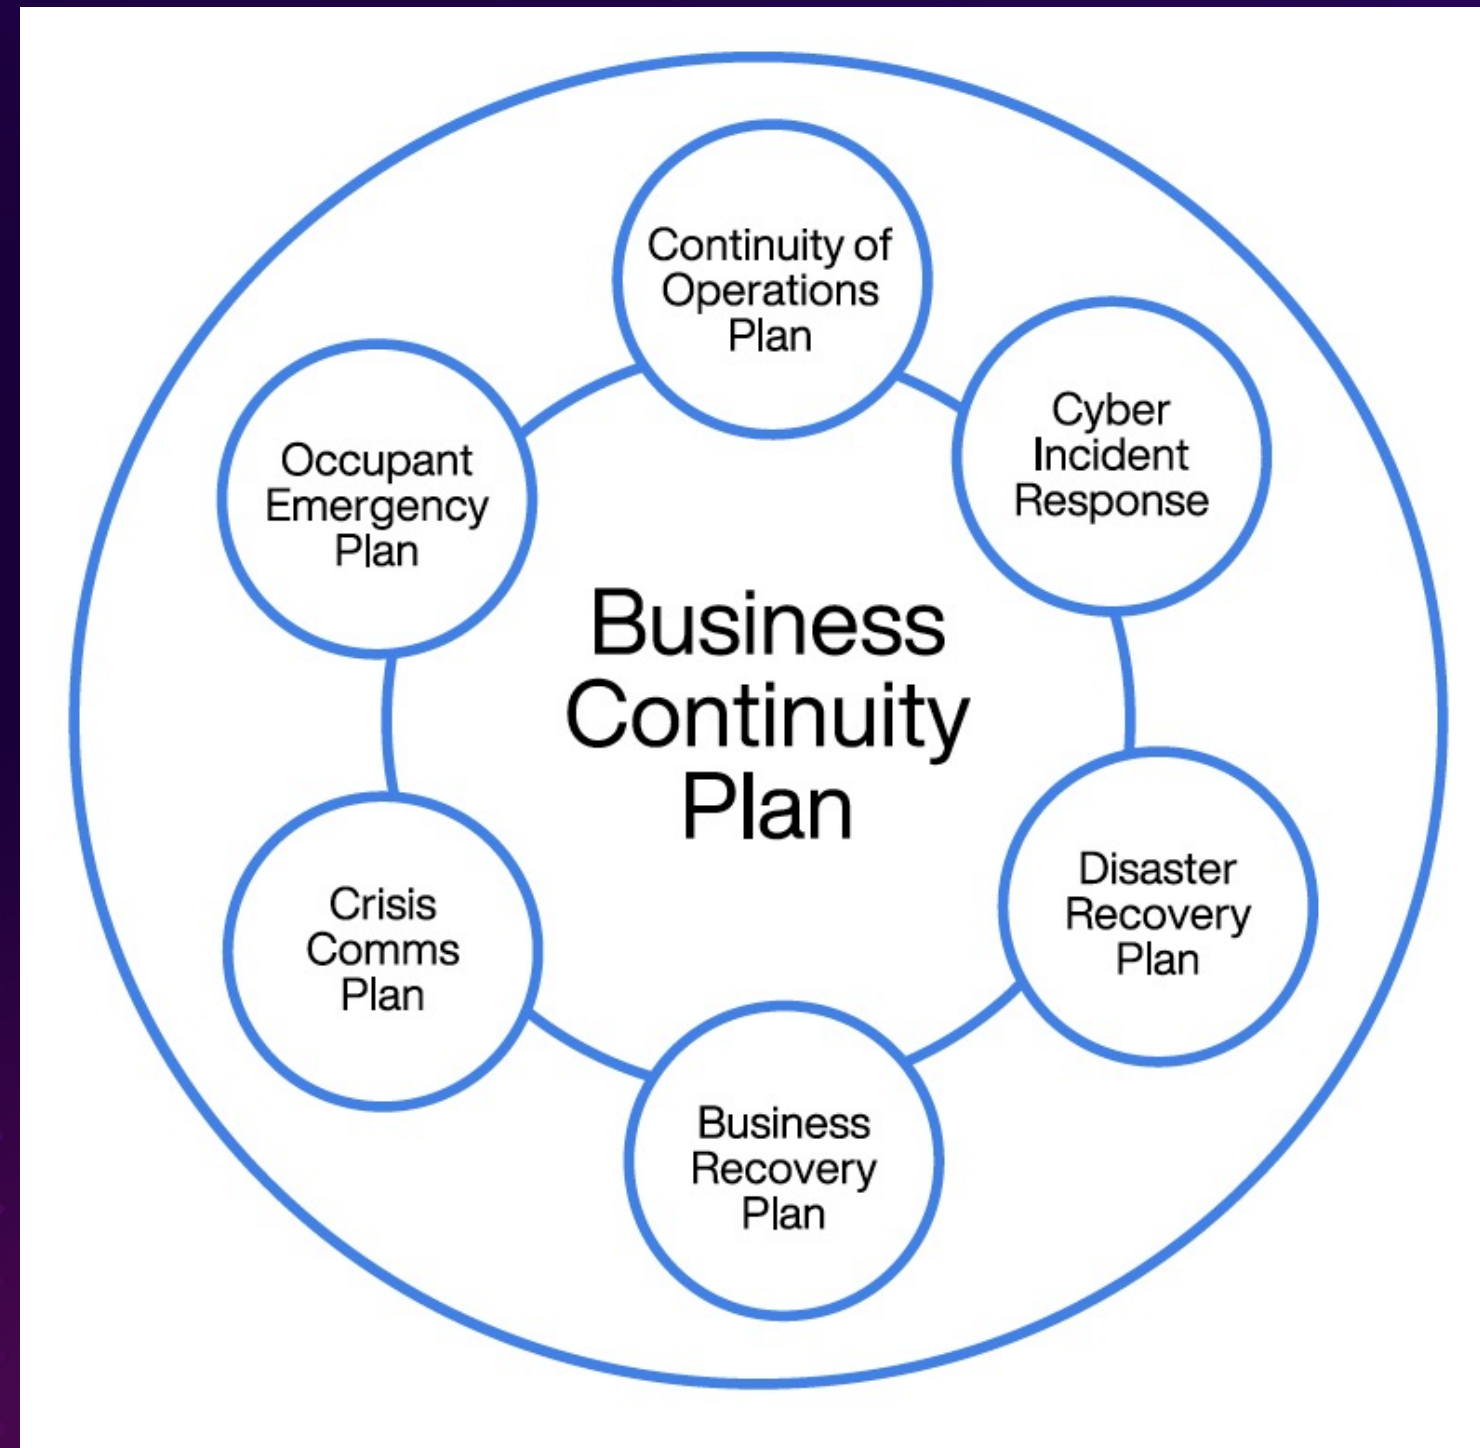 Continuity of
Operations
Plan
Cyber
Incident
Response
Occupant
Emergency
Plan
Business
Continuity
Plan
Disaster
Recovery
Plan
Crisis
Comms
Plan
Business
Recovery
Plan